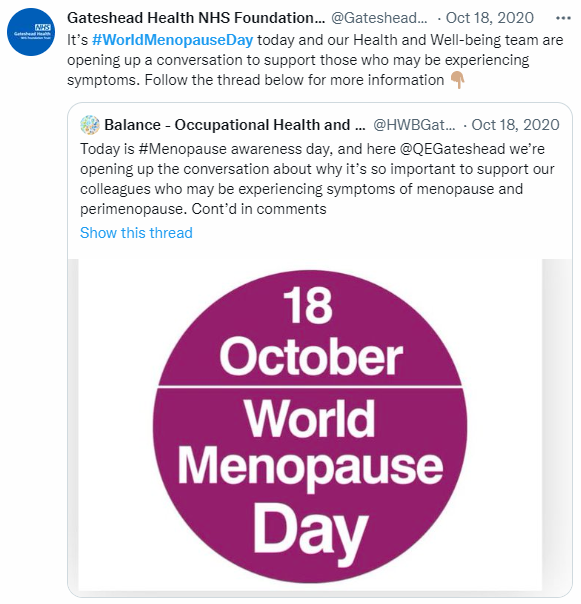 Gateshead Health NHS Foundation... @Gateshead... · Oct 18, 2020 ...
It's #WorldMenopauseDay today and our Health and Well-being team are
opening up a conversation to support those who may be experiencing
symptoms. Follow the thread below for more information 👇🏽
NHS
Gateshead Health
NHS Foundation Trust
Balance - Occupational Health and ... @HWBGat... · Oct 18, 2020
Today is #Menopause awareness day, and here @QEGateshead we're
opening up the conversation about why it's so important to support our
colleagues who may be experiencing symptoms of menopause and
perimenopause. Cont'd in comments
Show this thread
18
October
World
Menopause
Day